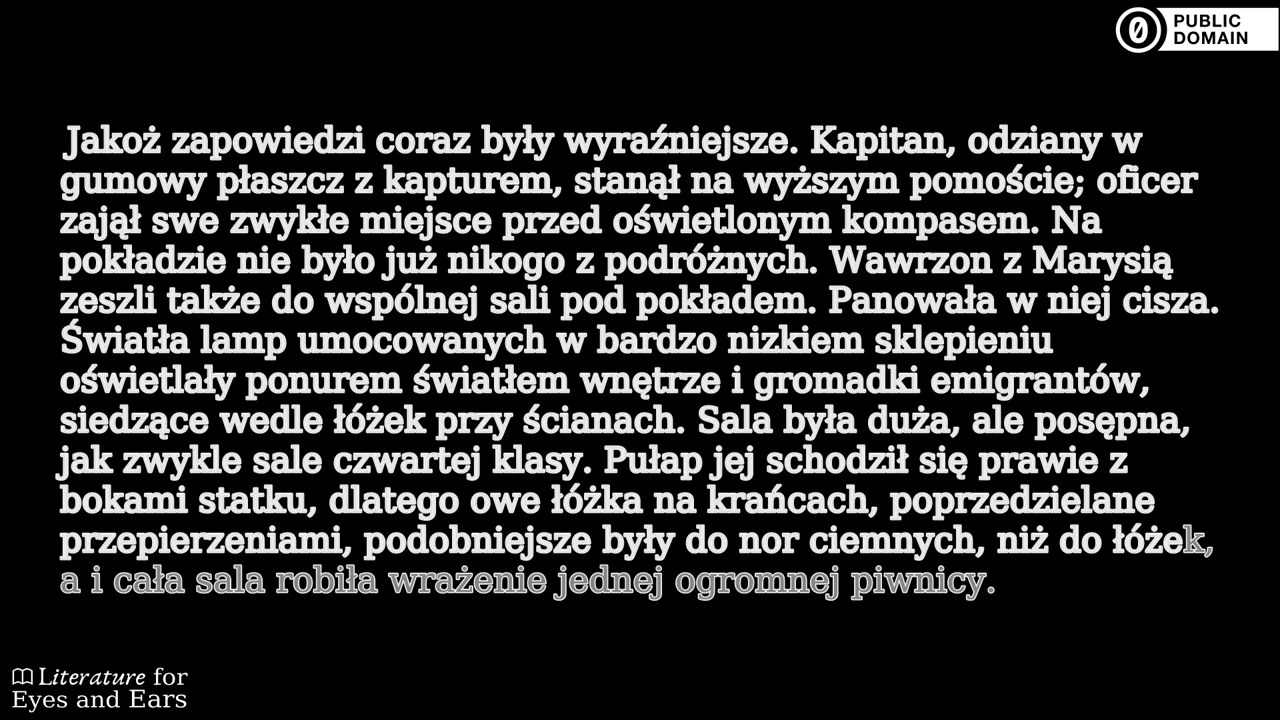 PUBLIC
DOMAIN
Jakoż zapowiedzi coraz były wyraźniejsze. Kapitan, odziany w
gumowy płaszcz z kapturem, stanął na wyższym pomoście; oficer
zajął swe zwykłe miejsce przed oświetlonym kompasem. Na
pokładzie nie było już nikogo z podróżnych. Wawrzon z Marysią
zeszli także do wspólnej sali pod pokładem. Panowała w niej cisza.
Światła lamp umocowanych w bardzo nizkiem sklepieniu
oświetlały ponurem światłem wnętrze i gromadki emigrantów,
siedzące wedle łóżek przy ścianach. Sala była duża, ale posępna,
jak zwykle sale czwartej klasy. Pułap jej schodził się prawie z
bokami statku, dlatego owe łóżka na krańcach, poprzedzielane
przepierzeniami, podobniejsze były do nor ciemnych, niż do łóżek,
a i cała sala robiła wrażenie jednej ogromnej piwnicy.
Literature for
Eyes and Ears